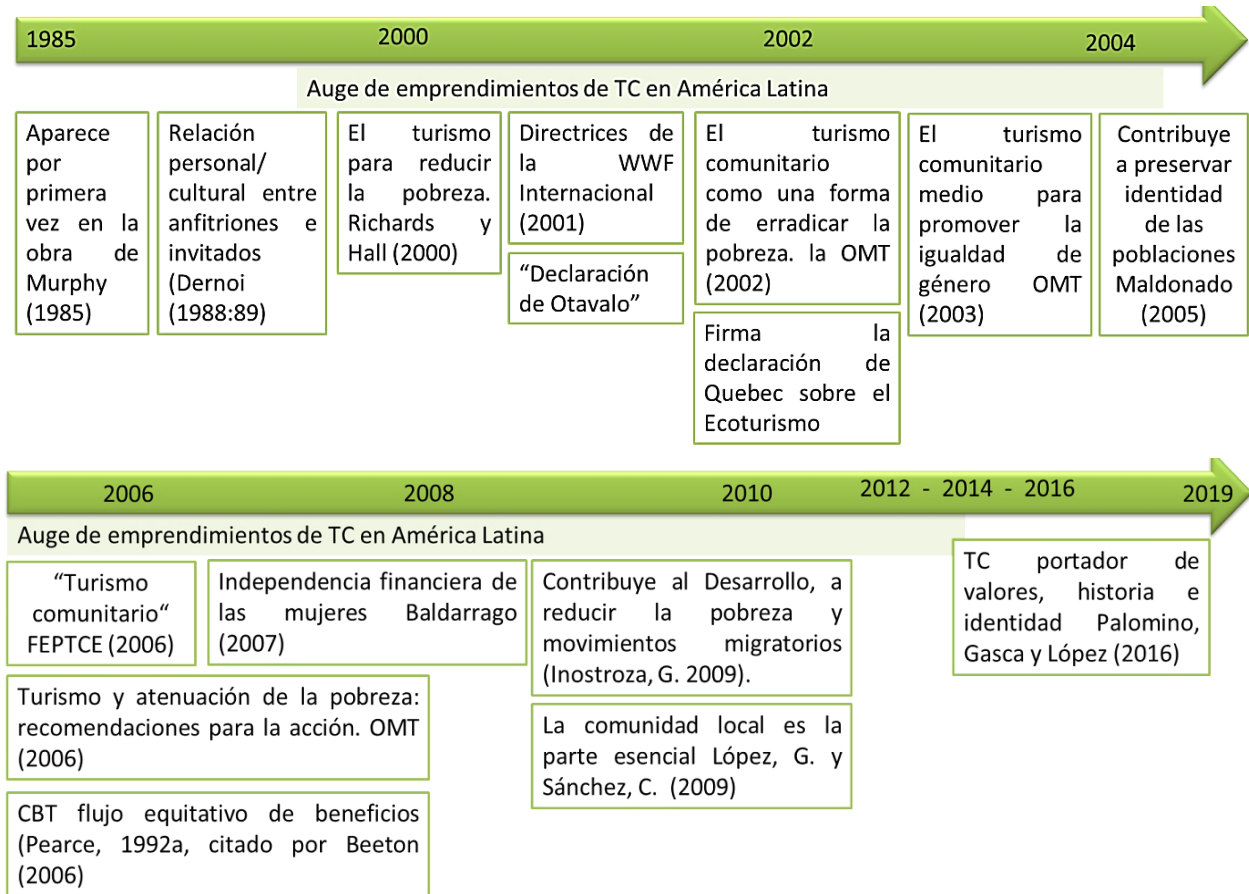 1985 2000 2002 2004
Auge de emprendimientos de TC en América Latina
Aparece
por
primera
vez en la
obra de
Murphy
(1985)
Relación
personal/
cultural entre
anfitriones e
invitados
(Dernoi
(1988:89)
El turismo
para reducir
la pobreza.
Richards y
Hall (2000)
Directrices de
la WWF
Internacional
(2001)
“Declaración
de Otavalo”
El turismo
comunitario
como una forma
de erradicar la
pobreza. la OMT
(2002)
Firma la
declaración de
Quebec sobre el
Ecoturismo
El turismo
comunitario
medio para
promover la
igualdad de
género OMT
(2003)
Contribuye
a preservar
identidad
de las
poblaciones
Maldonado
(2005)
2006 2008 2010 2012 - 2014 - 2016 2019
Auge de emprendimientos de TC en América Latina
“Turismo
comunitario“
FEPTCE (2006)
Turismo y atenuación de la pobreza:
recomendaciones para la acción. OMT
(2006)
CBT flujo equitativo de beneficios
(Pearce, 1992a, citado por Beeton
(2006)
Independencia financiera de
las mujeres Baldarrago
(2007)
Contribuye al Desarrollo, a
reducir la pobreza y
movimientos migratorios
(Inostroza, G. 2009).
La comunidad local es la
parte esencial López, G. y
Sánchez, C. (2009)
TC portador de
valores, historia e
identidad Palomino,
Gasca y López (2016)